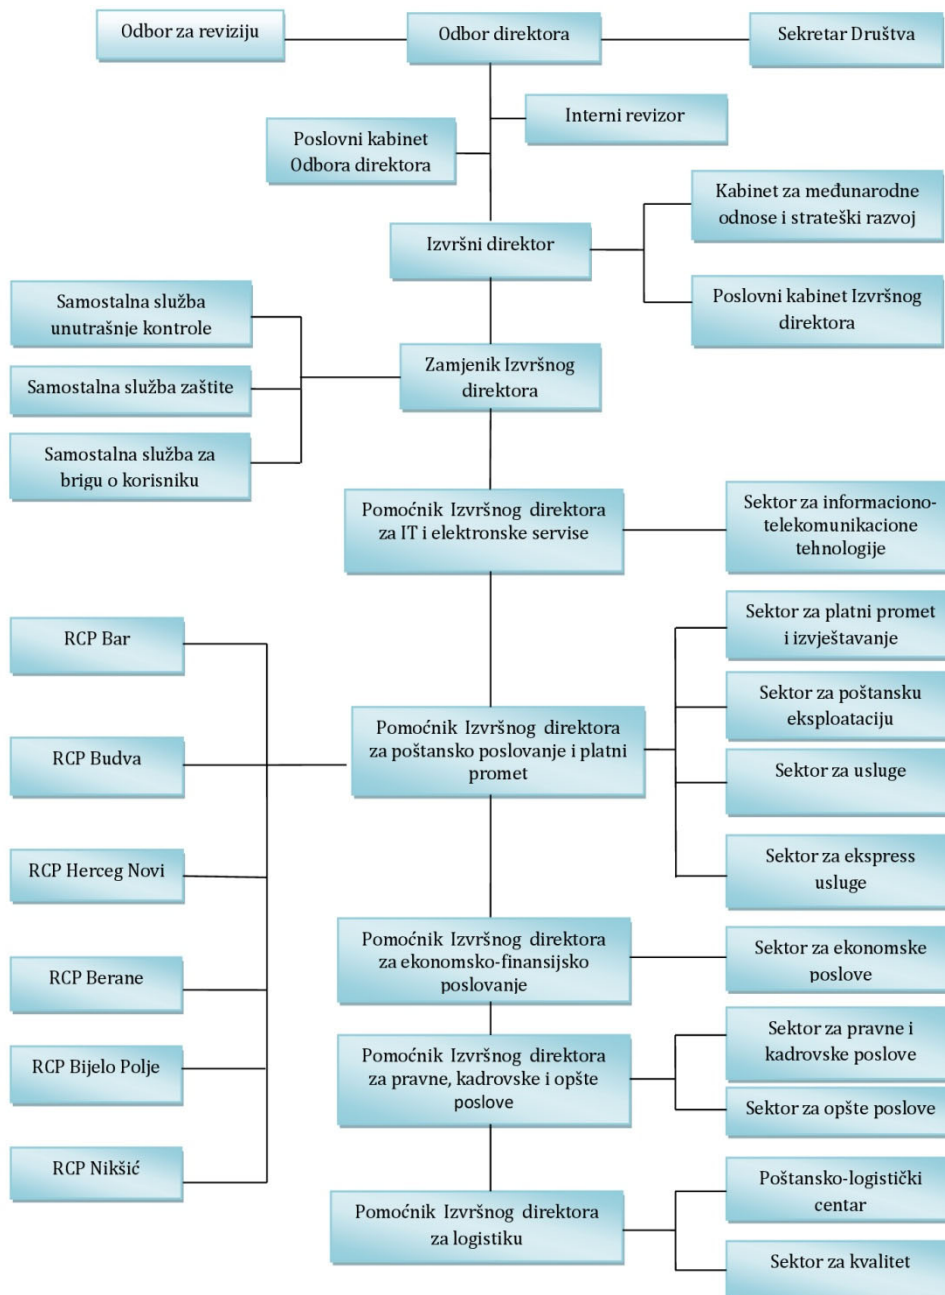 Odbor za reviziju
Odbor direktora
Sekretar Društva
Interni revizor
Poslovni kabinet
Odbora direktora
Kabinet za međunarodne
odnose i strateški razvoj
Izvršni direktor
Poslovni kabinet Izvršnog
direktora
Samostalna služba
unutrašnje kontrole
Zamjenik Izvršnog
direktora
Samostalna služba zaštite
Samostalna služba za
brigu o korisniku
Pomoćnik Izvršnog direktora
za IT i elektronske servise
Sektor za informaciono-
telekomunikacione
tehnologije
RCP Bar
RCP Budva
RCP Herceg Novi
RCP Berane
RCP Bijelo Polje
RCP Nikšić
Pomoćnik Izvršnog direktora
za poštansko poslovanje i platni
promet
Sektor za platni promet
i izvještavanje
Sektor za poštansku
eksploataciju
Sektor za usluge
Sektor za ekspress
usluge
Pomoćnik Izvršnog direktora
za ekonomsko-finansijsko
poslovanje
Sektor za ekonomske
poslove
Pomoćnik Izvršnog direktora
za pravne, kadrovske i opšte
poslove
Sektor za pravne i
kadrovske poslove
Sektor za opšte poslove
Pomoćnik Izvršnog direktora
za logistiku
Poštansko-logistički
centar
Sektor za kvalitet